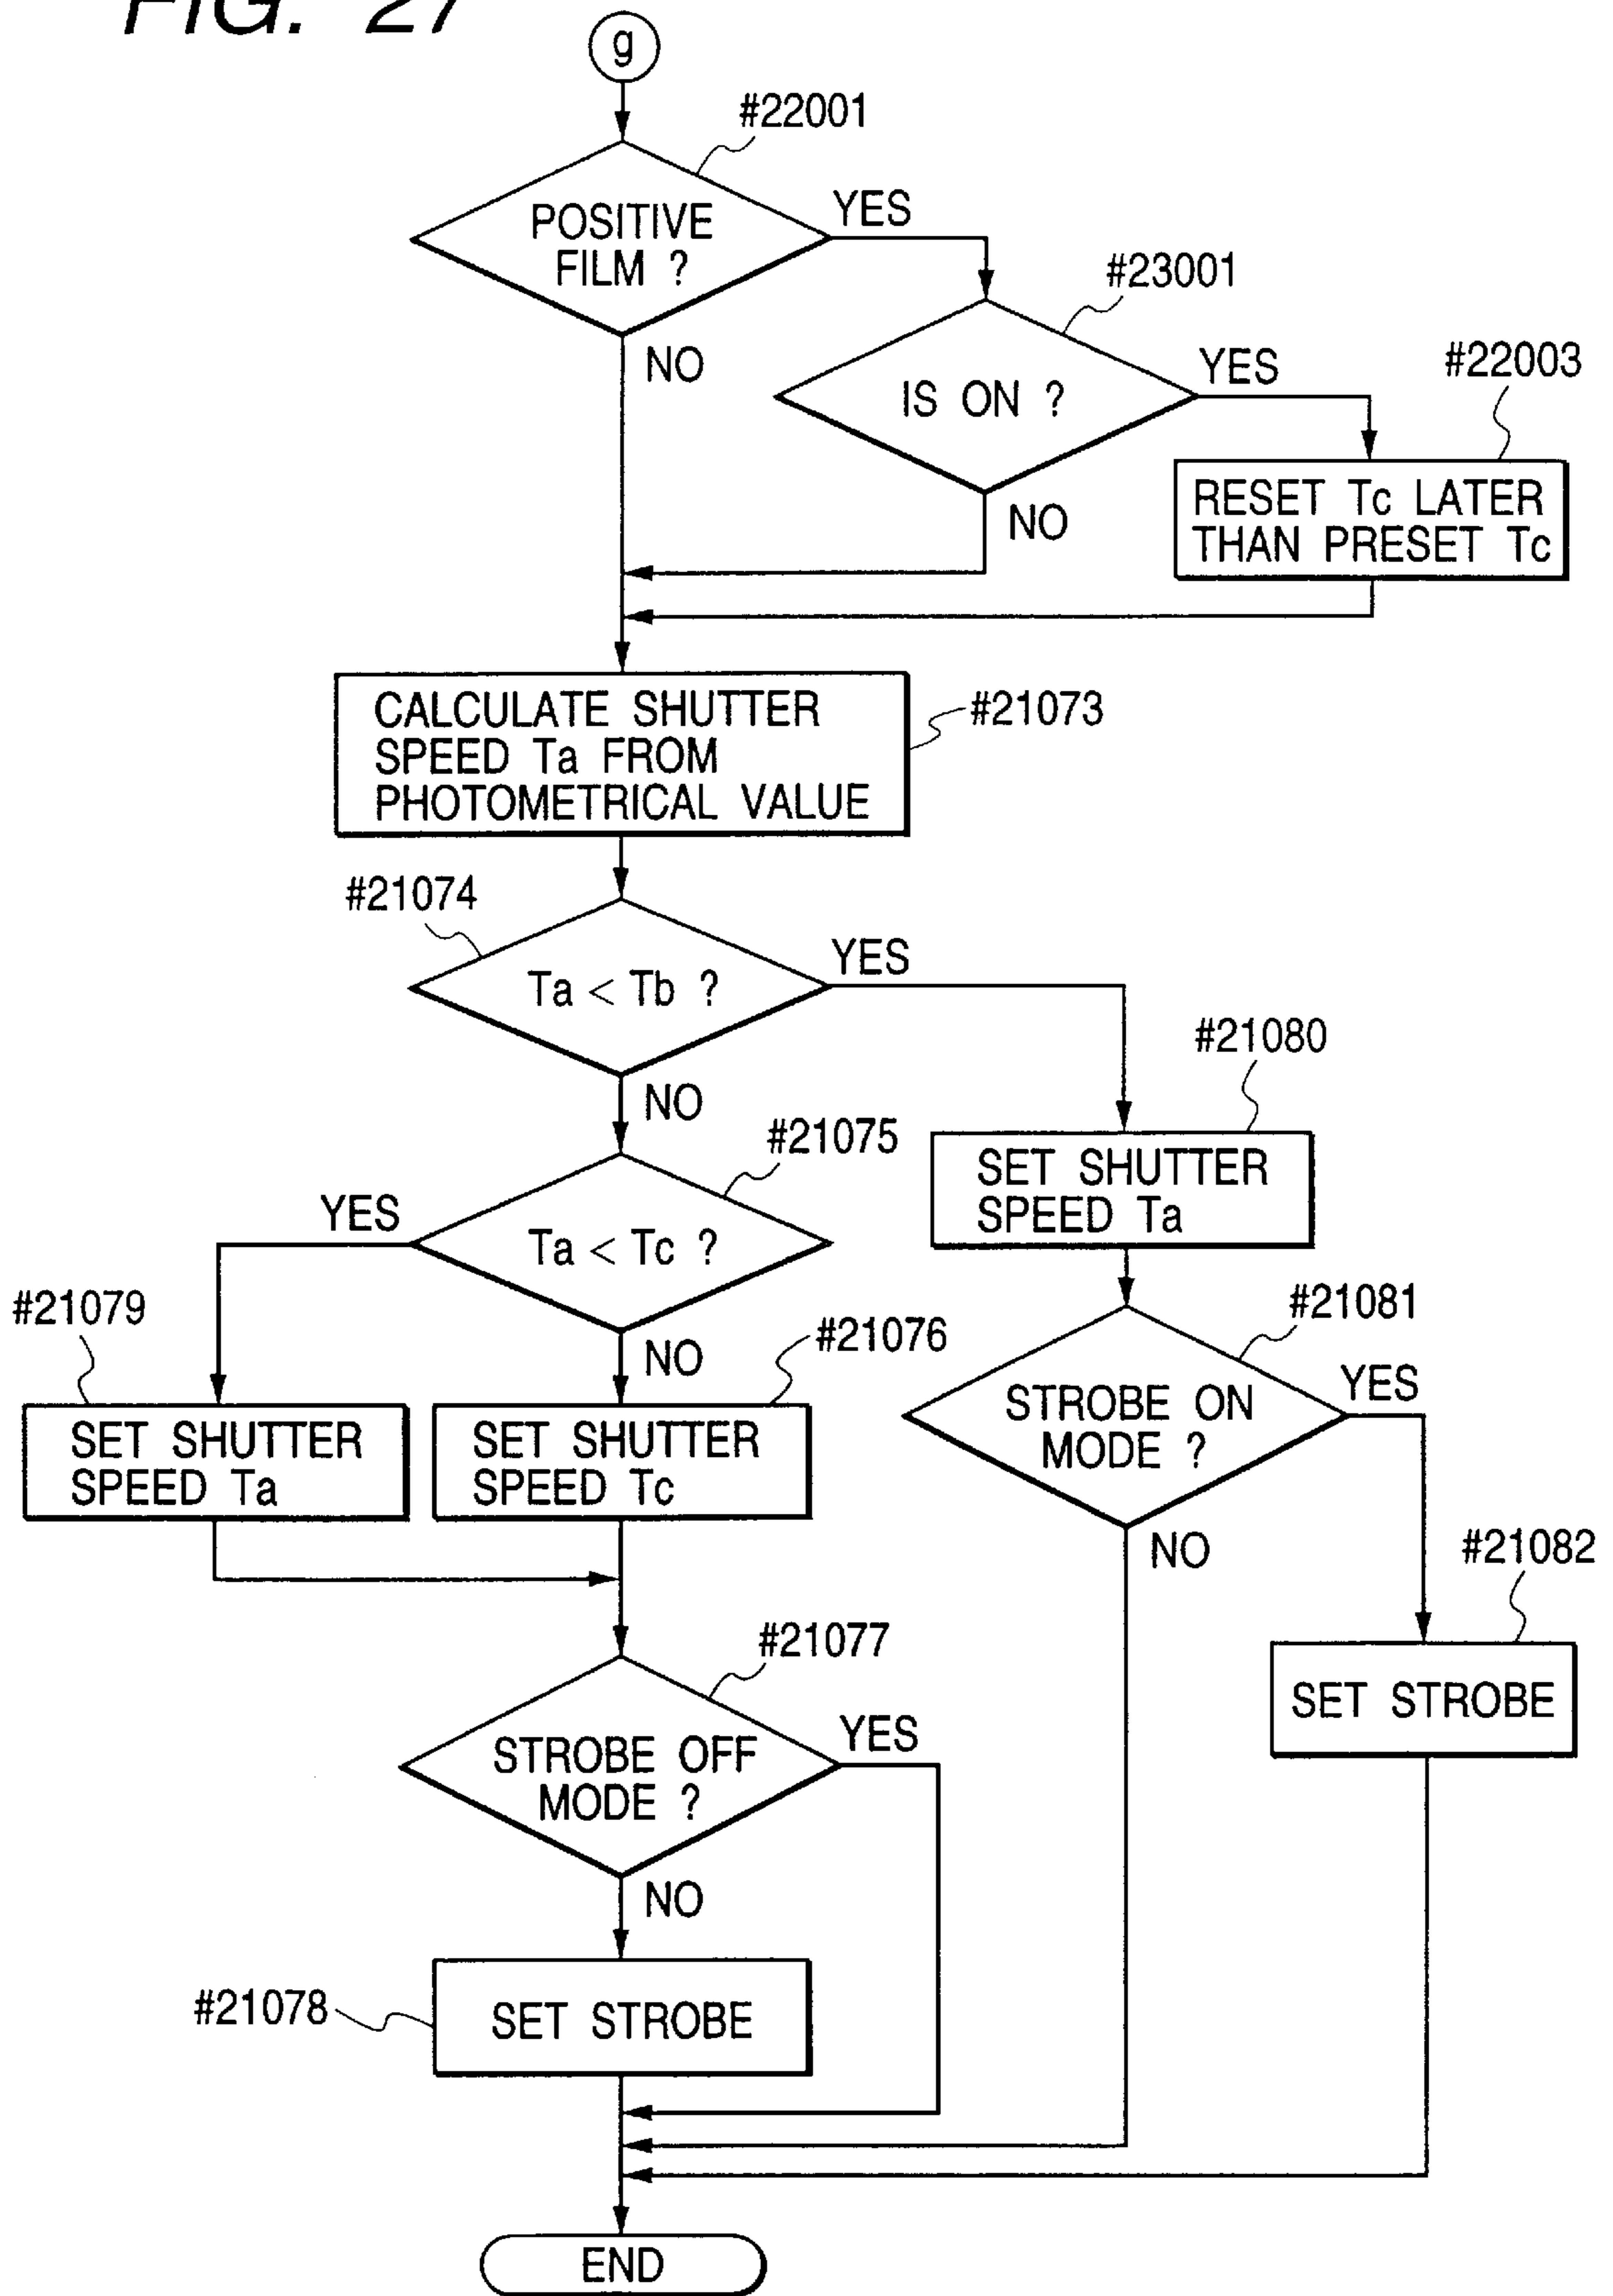 FIG. 27
g
#22001
POSITIVE
FILM ?
YES
NO
#23001
IS ON ?
YES
NO
#22003
RESET Tc LATER
THAN PRESET Tc
CALCULATE SHUTTER
SPEED Ta FROM
PHOTOMETRICAL VALUE
#21073
#21074
Ta < Tb ?
YES
NO
#21075
Ta < Tc ?
YES
NO
#21080
SET SHUTTER
SPEED Ta
#21079
SET SHUTTER
SPEED Ta
#21076
SET SHUTTER
SPEED Tc
#21081
STROBE ON
MODE ?
YES
NO
#21082
SET STROBE
#21077
STROBE OFF
MODE ?
YES
NO
#21078
SET STROBE
END